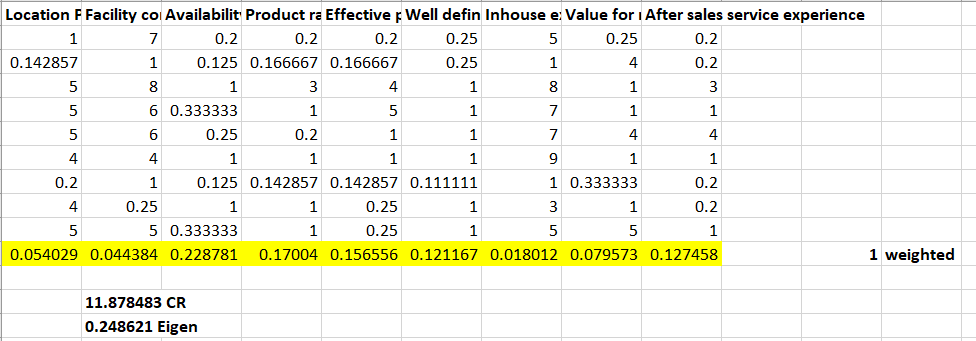 Location P Facility co Availabilit Product ra Effective p Well defin Inhouse e Value for After sales service experience
1 7 0.2 0.2 0.2 0.25 5 0.25 0.2
0.142857 1 0.125 0.166667 0.166667 0.25 1 4 0.2
5 8 1 3 4 1 8 1 3
5 6 0.333333 1 5 1 7 1 1
5 6 0.25 0.2 1 1 7 4 4
4 4 1 1 1 1 9 1 1
0.2 1 0.125 0.142857 0.142857 0.111111 1 0.333333 0.2
4 0.25 1 1 0.25 1 3 1 0.2
5 5 0.333333 1 0.25 1 5 5 1
0.054029 0.044384 0.228781 0.17004 0.156556 0.121167 0.018012 0.079573 0.127458 1 weighted
11.878483 CR
0.248621 Eigen